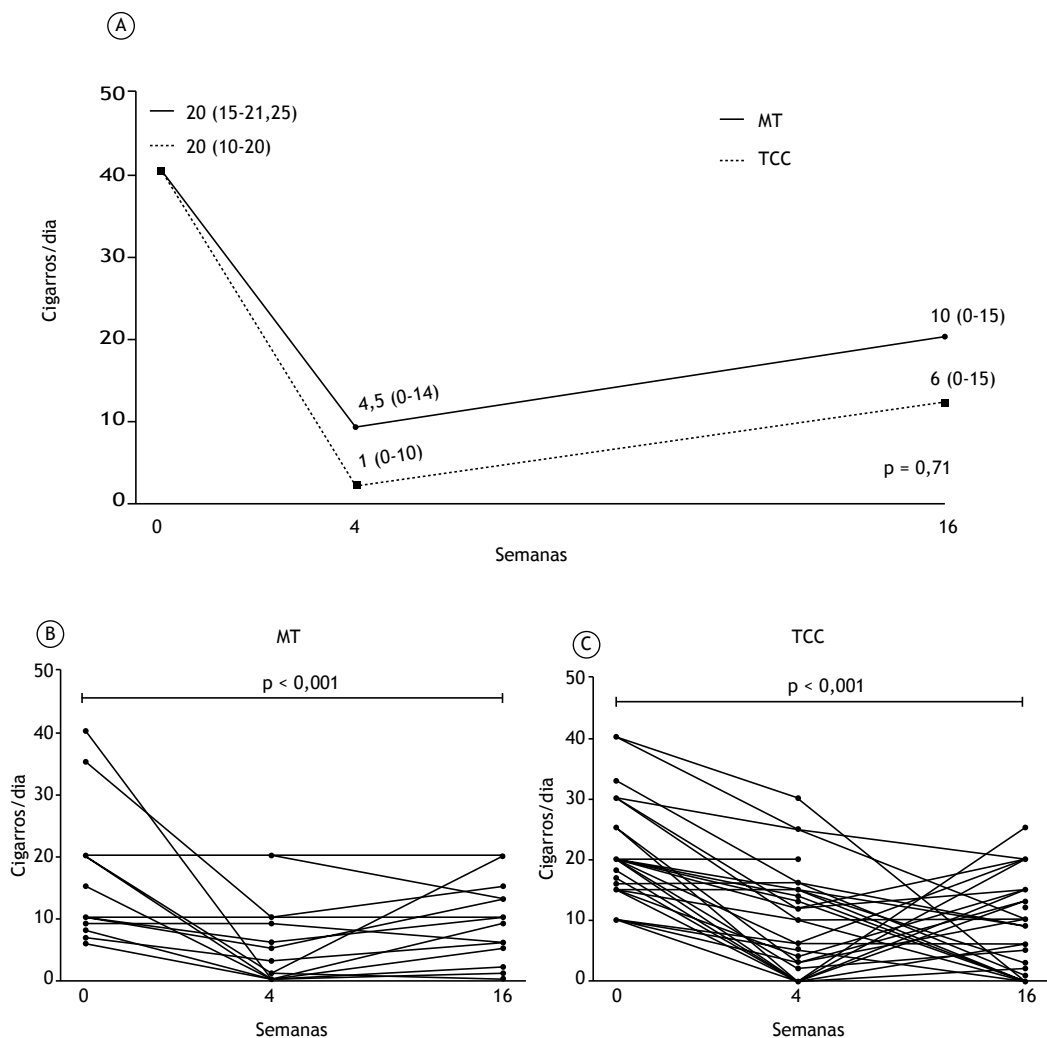 A
50
40
30
20
10
0
Cigarros/dia
20 (15-21,25)
20 (10-20)
MT
TCC
4,5 (0-14)
1 (0-10)
10 (0-15)
6 (0-15)
p = 0,71
0 4 16
Semanas
B
MT
50
40
30
20
10
0
Cigarros/dia
p < 0,001
0 4 16
Semanas
C
TCC
50
40
30
20
10
0
Cigarros/dia
p < 0,001
0 4 16
Semanas